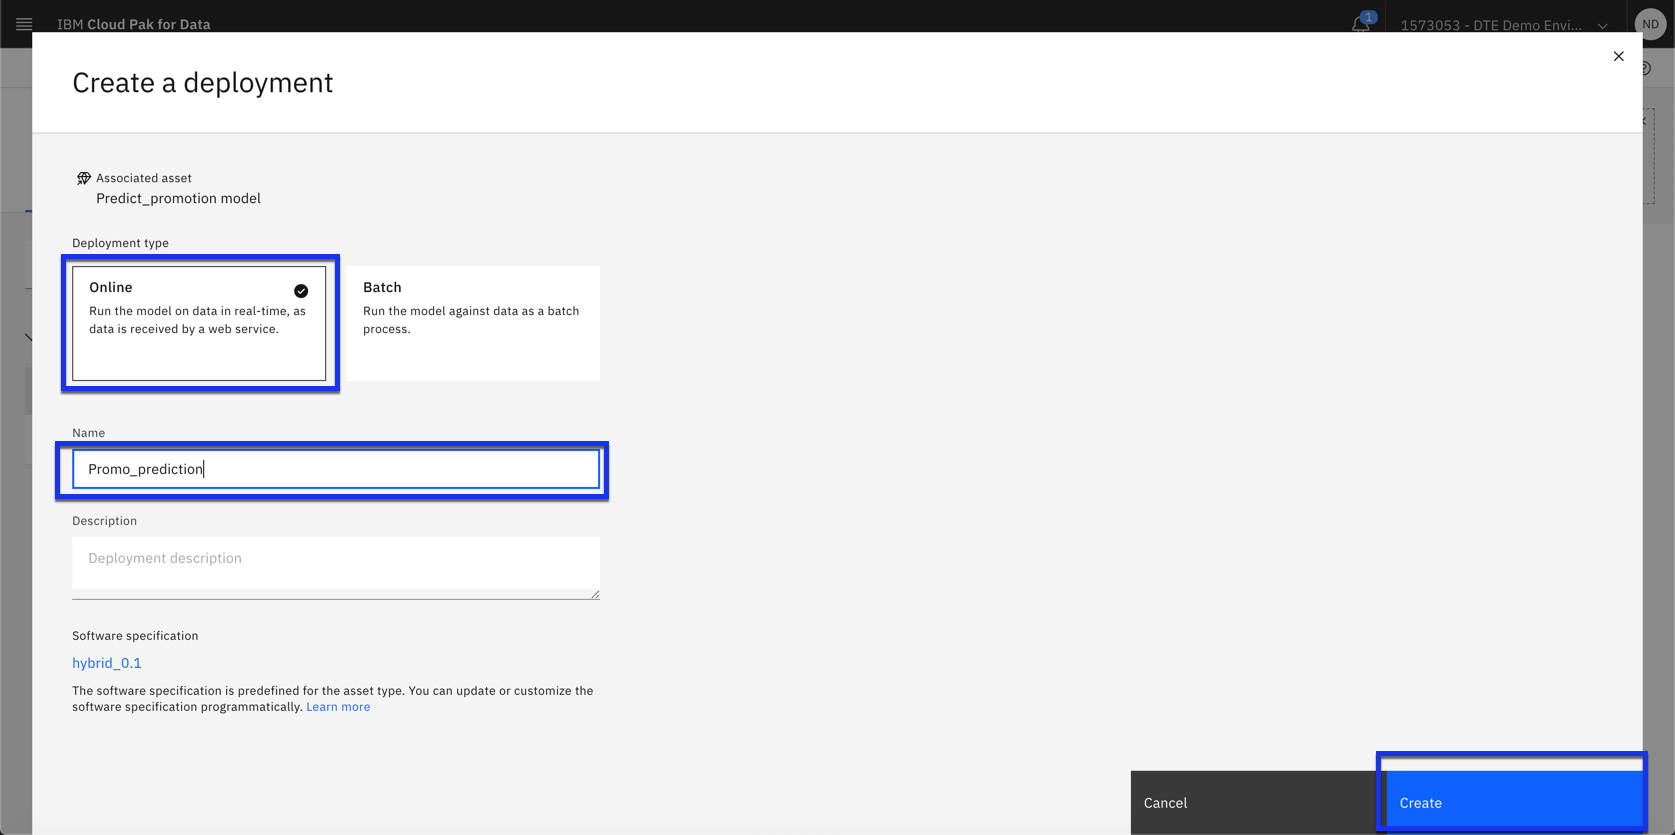 IBM Cloud Pak for Data
1
1573053 - DTE Demo Envi...
ND
Create a deployment
Associated asset
Predict_promotion model
Deployment type
Online
Run the model on data in real-time, as
data is received by a web service.
Batch
Run the model against data as a batch
process.
Name
Promo_prediction
Description
Deployment description
Software specification
hybrid_0.1
The software specification is predefined for the asset type. You can update or customize the
software specification programmatically. Learn more
Cancel
Create